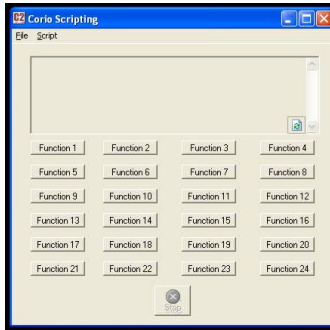 Corio Scripting
File Script
Function 1 Function 2 Function 3 Function 4
Function 5 Function 6 Function 7 Function 8
Function 9 Function 10 Function 11 Function 12
Function 13 Function 14 Function 15 Function 16
Function 17 Function 18 Function 19 Function 20
Function 21 Function 22 Function 23 Function 24
Stop